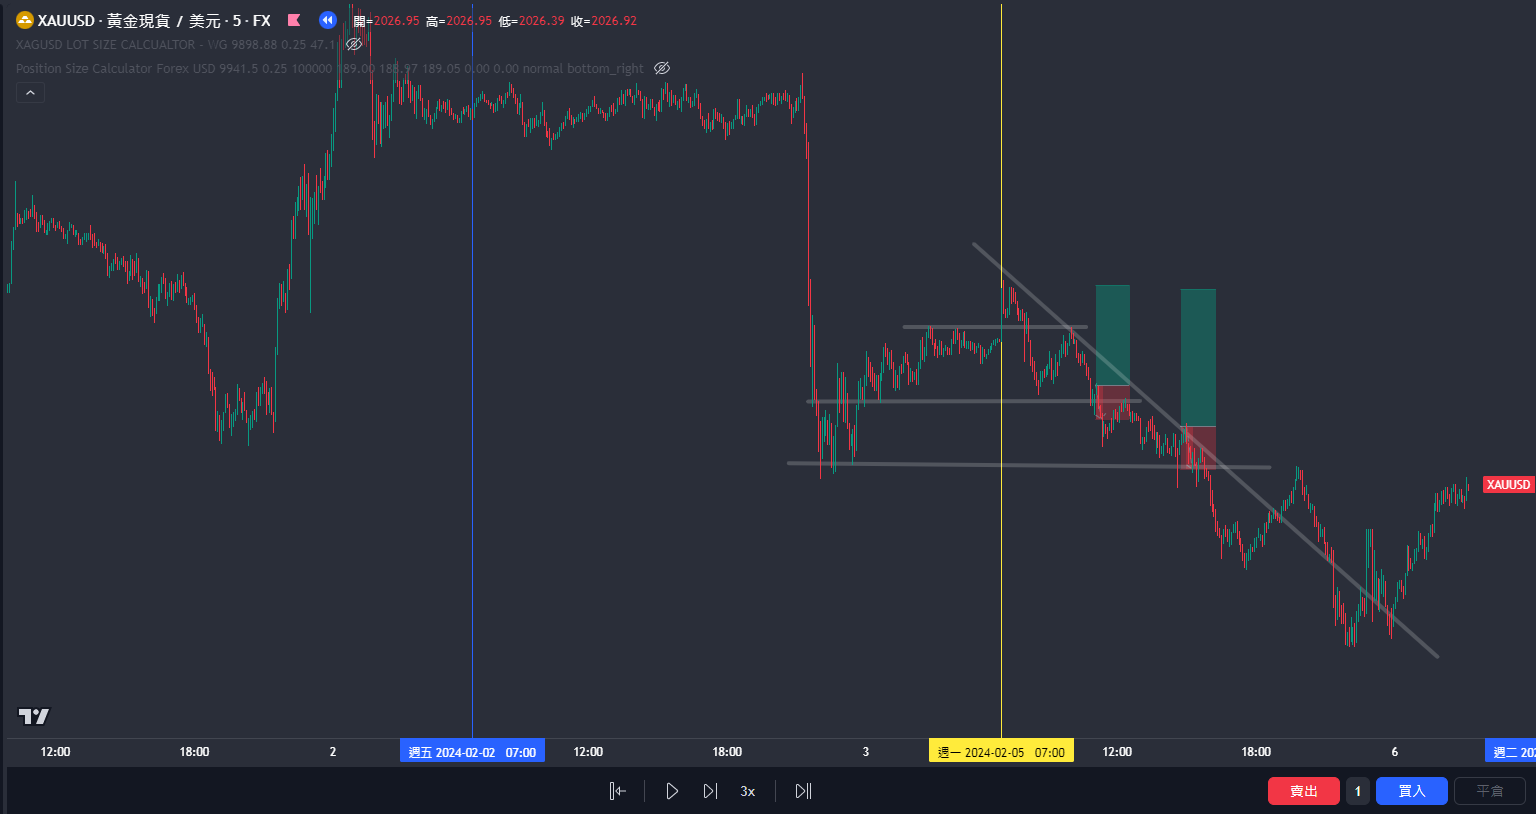 XAUUSD · 黃金現貨 / 美元 · 5 · FX 開=2026.95 高=2026.95 低=2026.39 收=2026.92
XAGUSD LOT SIZE CALCUALTOR - WG 9898.88 0.25 47.1
Position Size Calculator Forex USD 9941.5 0.25 100000 189.00 188.97 189.05 0.00 0.00 normal bottom_right
XAUUSD
12:00 18:00 2 週五 2024-02-02 07:00 12:00 18:00 3 週一 2024-02-05 07:00 12:00 18:00 6 週二 202
3x 賣出 1 買入 平倉